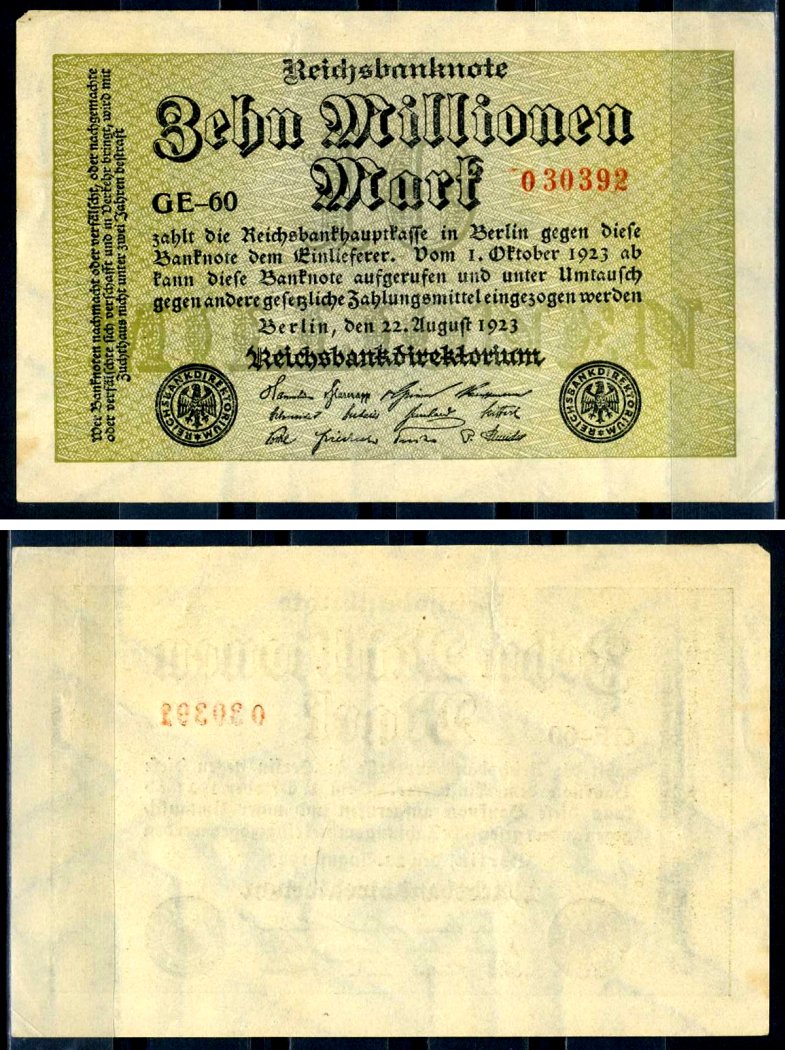 Reichsbanknote
Zehn Millionen
Mark
030392
GE-60
zahlt die Reichsbankhauptkasse in Berlin gegen diese
Banknote dem Einlieferer. Vom 1. Oktober 1923 ab
kann diese Banknote aufgerufen und unter Umtausch
gegen andere gesetzliche Zahlungsmittel eingezogen werden
Berlin, den 22. August 1923
Reichsbankdirektorium
REICHSBANKDIREKTORIUM
REICHSBANKDIREKTORIUM
Wer Banknoten nachmacht oder verfälscht, oder nachgemachte
oder verfälschte sich verschafft und in Verkehr bringt, wird mit
Zuchthaus nicht unter zwei Jahren bestraft
030392